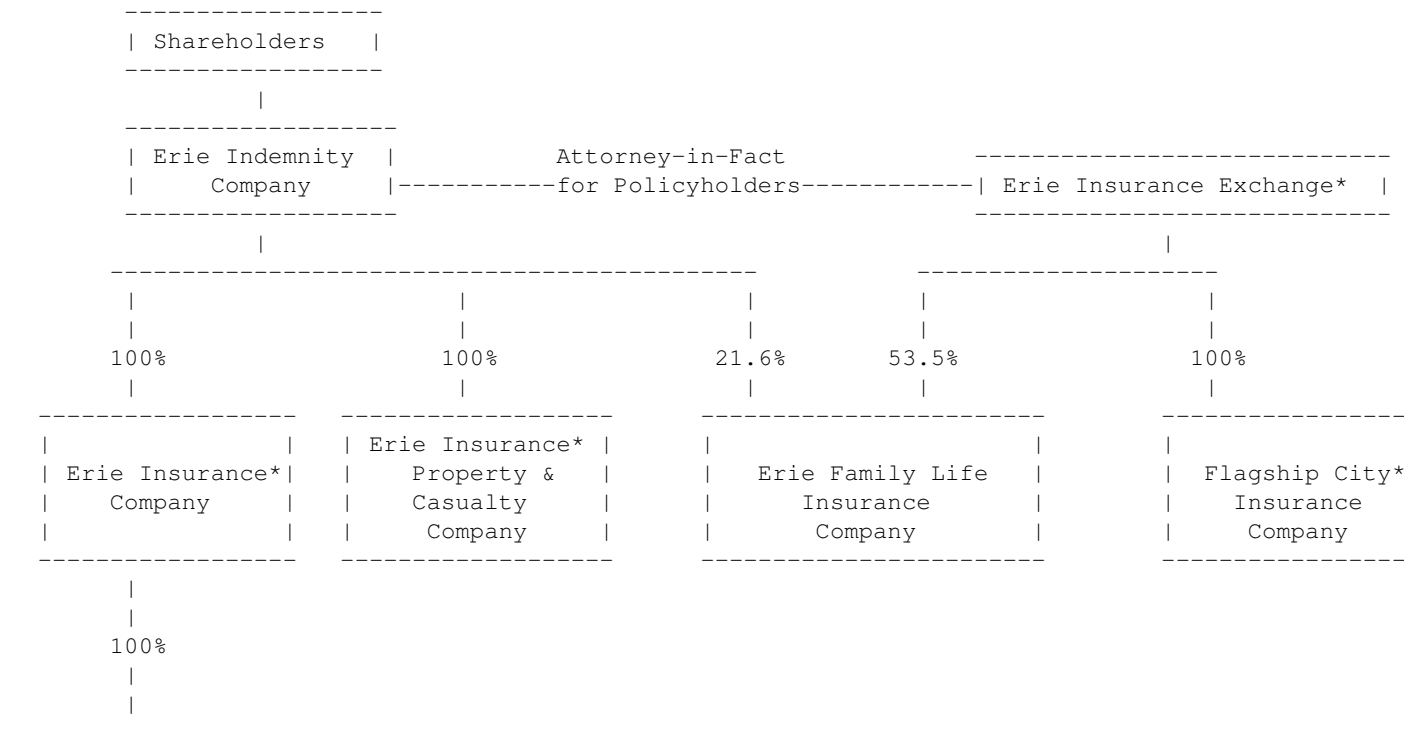 Shareholders
Erie Indemnity
Company
Attorney-in-Fact
for Policyholders
Erie Insurance Exchange*
100%
100%
21.6%
53.5%
100%
Erie Insurance*
Company
Erie Insurance*
Property &
Casualty
Company
Erie Family Life
Insurance
Company
Flagship City*
Insurance
Company
100%